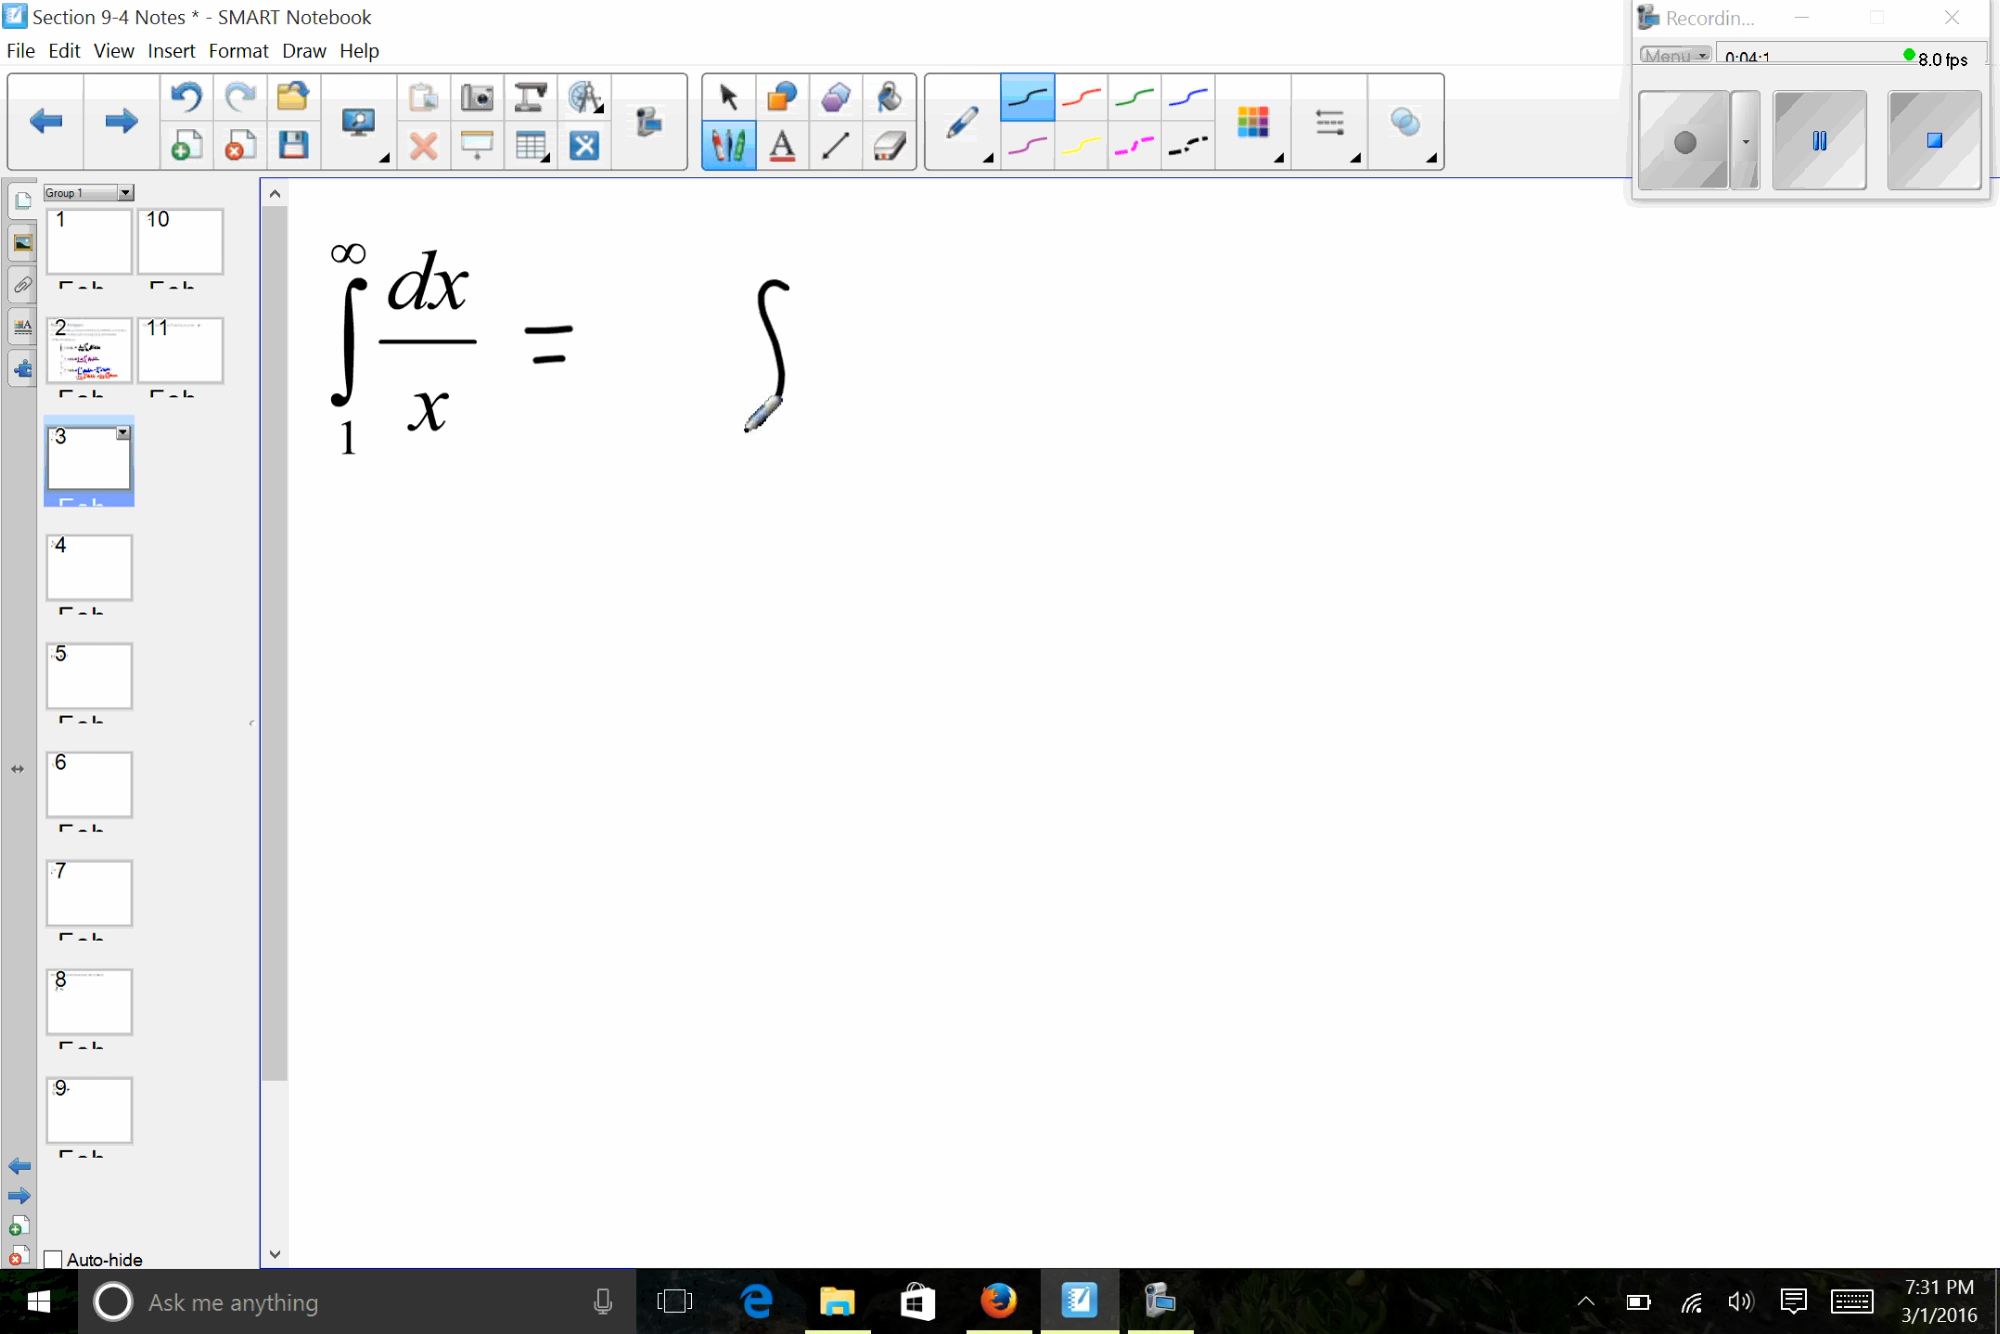 Section 9-4 Notes * - SMART Notebook
File Edit View Insert Format Draw Help
Recordin...
Menu 0:04:1 8.0 fps
Group 1
1 10
2 11
3
4
5
6
7
8
9
∞
∫ dx
1 x
= ∫
Auto-hide
Ask me anything
7:31 PM
3/1/2016